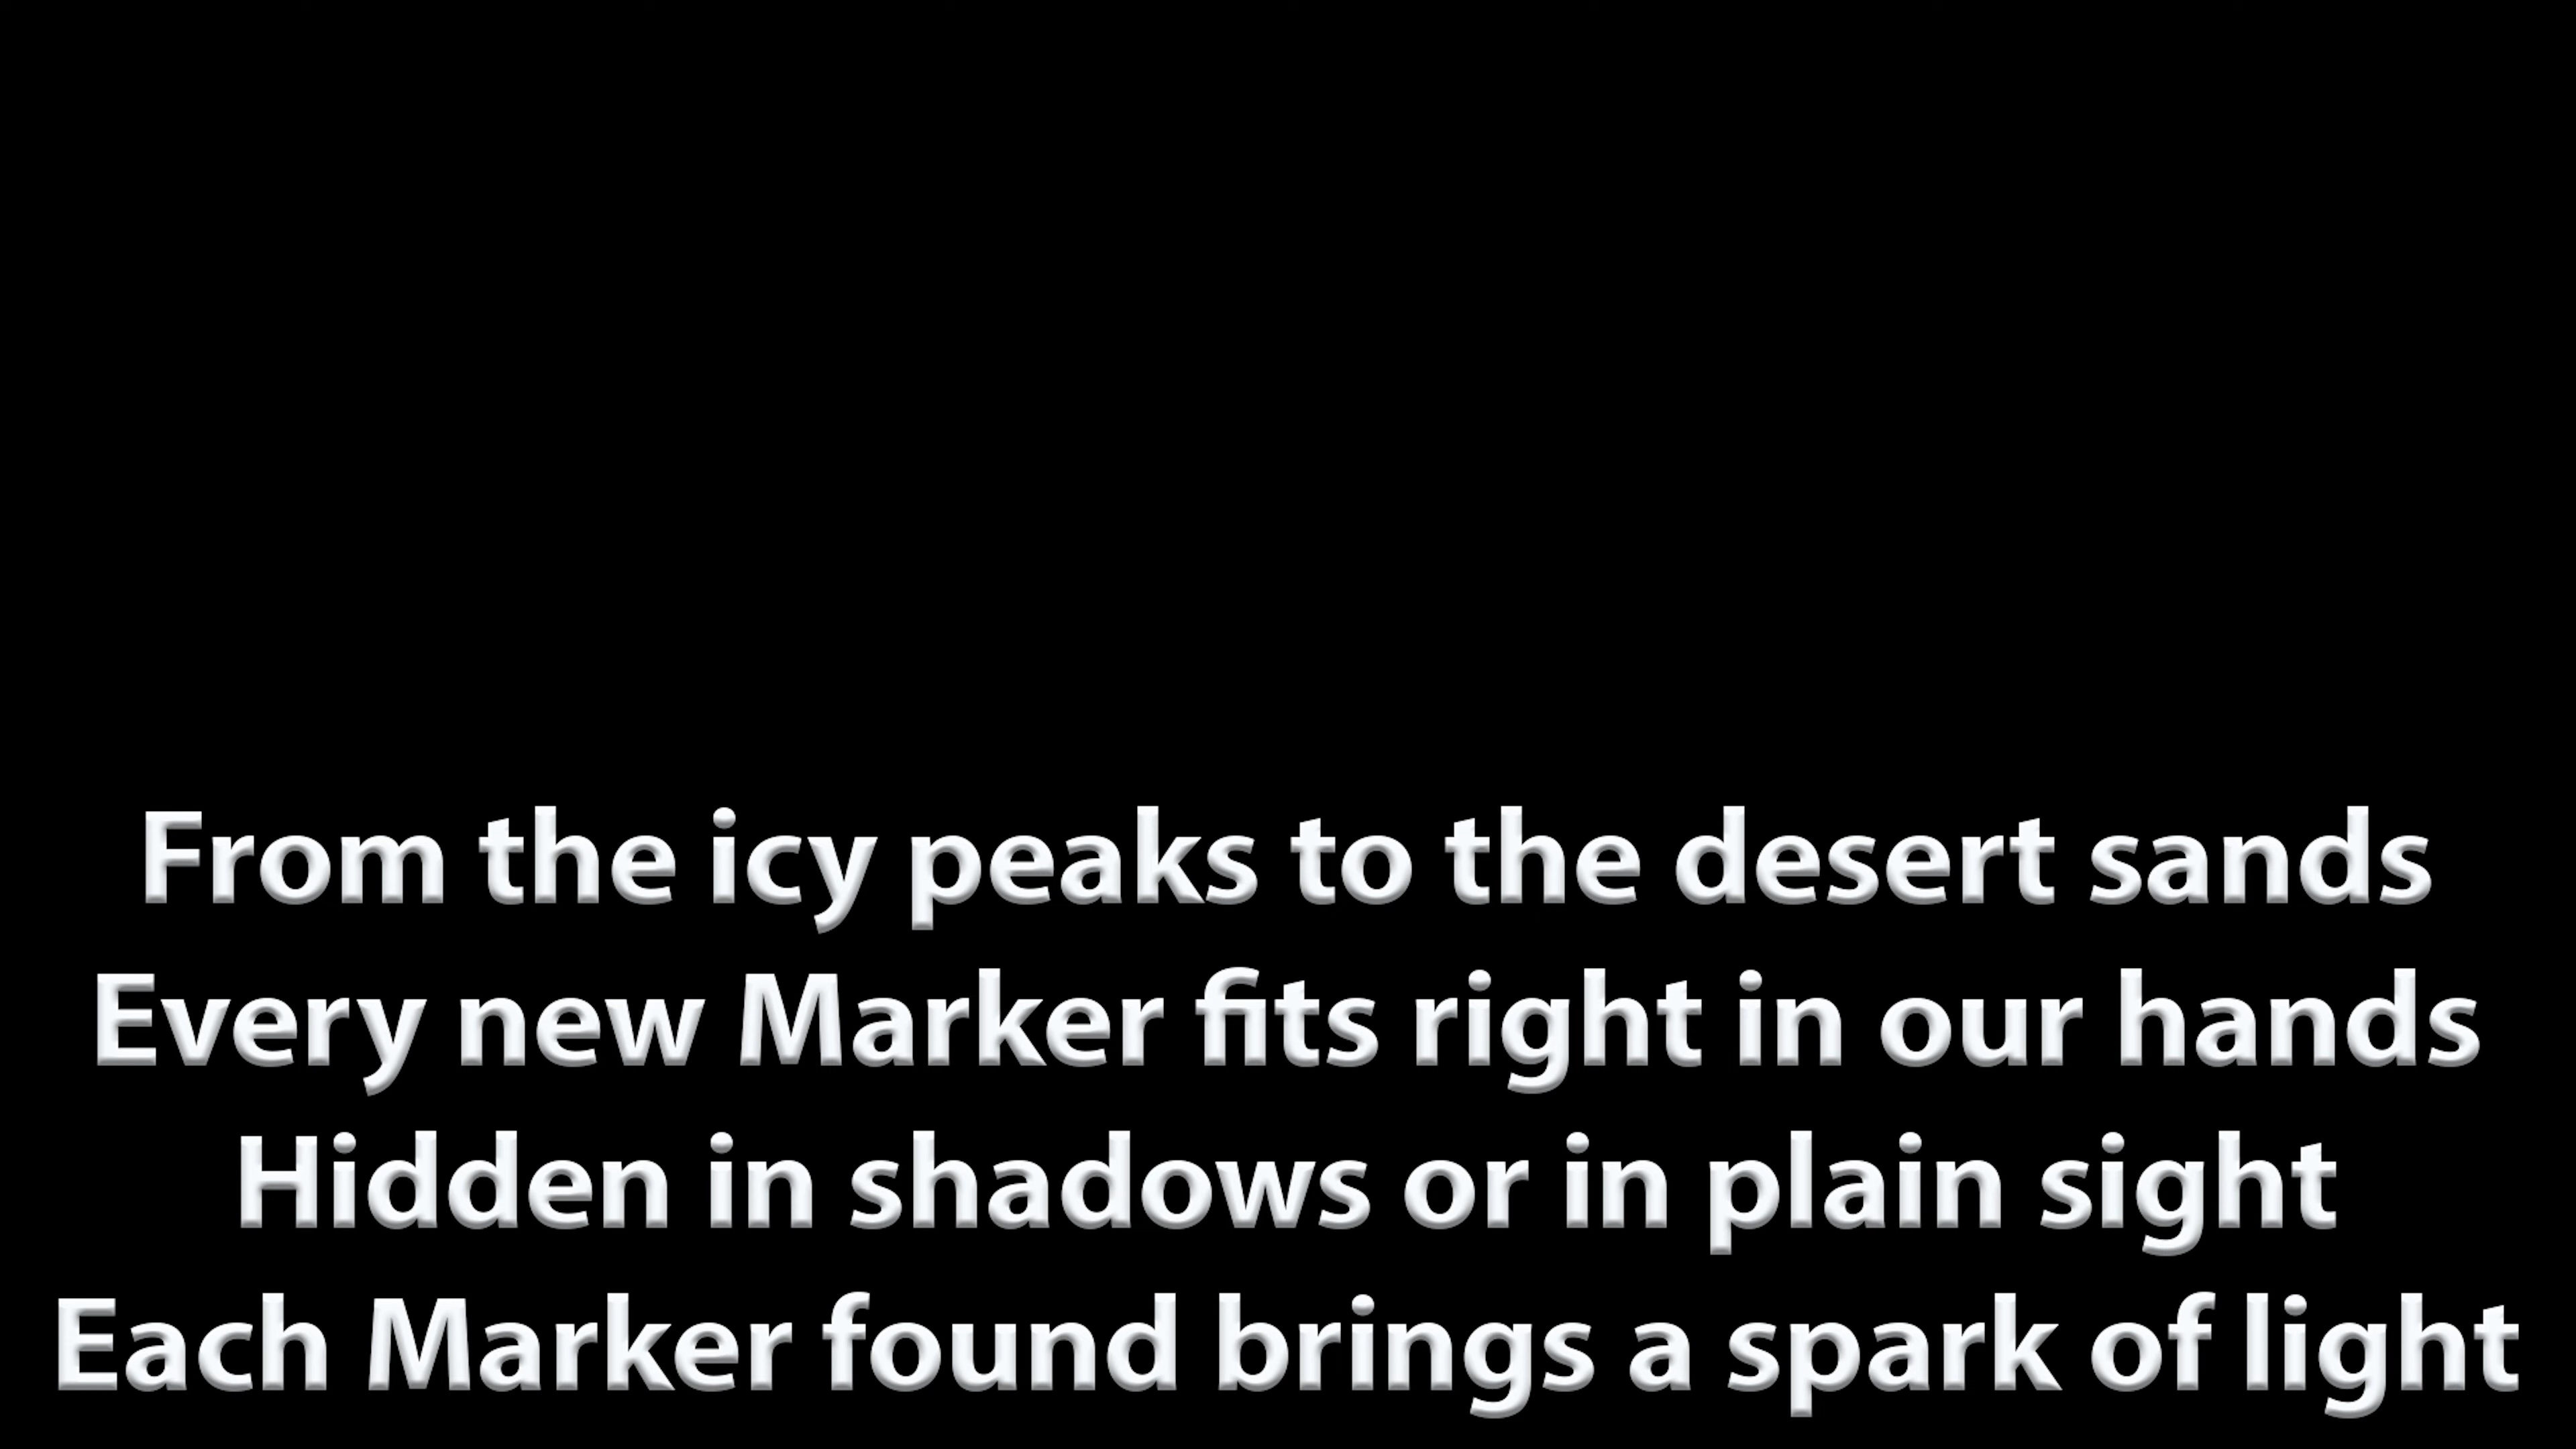 From the icy peaks to the desert sands
Every new Marker fits right in our hands
Hidden in shadows or in plain sight
Each Marker found brings a spark of light